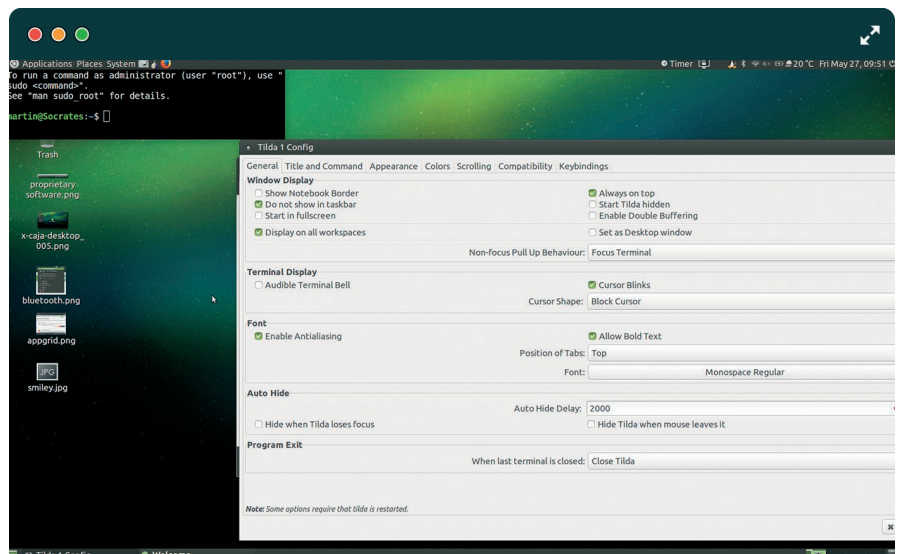 Applications Places System
Timer 20 °C Fri May 27, 09:51
To run a command as administrator (user "root"), use "
sudo <command>".
See "man sudo_root" for details.
martin@Socrates:~$
Trash
proprietary-
software.png
x-caja-desktop_
005.png
bluetooth.png
appgrid.png
JPG
smiley.jpg
Tilda 1 Config
General Title and Command Appearance Colors Scrolling Compatibility Keybindings
Window Display
Show Notebook Border Always on top
Do not show in taskbar Start Tilda hidden
Start in fullscreen Enable Double Buffering
Display on all workspaces Set as Desktop window
Non-focus Pull Up Behaviour: Focus Terminal
Terminal Display
Audible Terminal Bell Cursor Blinks
Cursor Shape: Block Cursor
Font
Enable Antialiasing Allow Bold Text
Position of Tabs: Top
Font: Monospace Regular
Auto Hide
Auto Hide Delay: 2000
Hide when Tilda loses focus Hide Tilda when mouse leaves it
Program Exit
When last terminal is closed: Close Tilda
Note: Some options require that tilda is restarted.
Tilda 1 Config Welcome